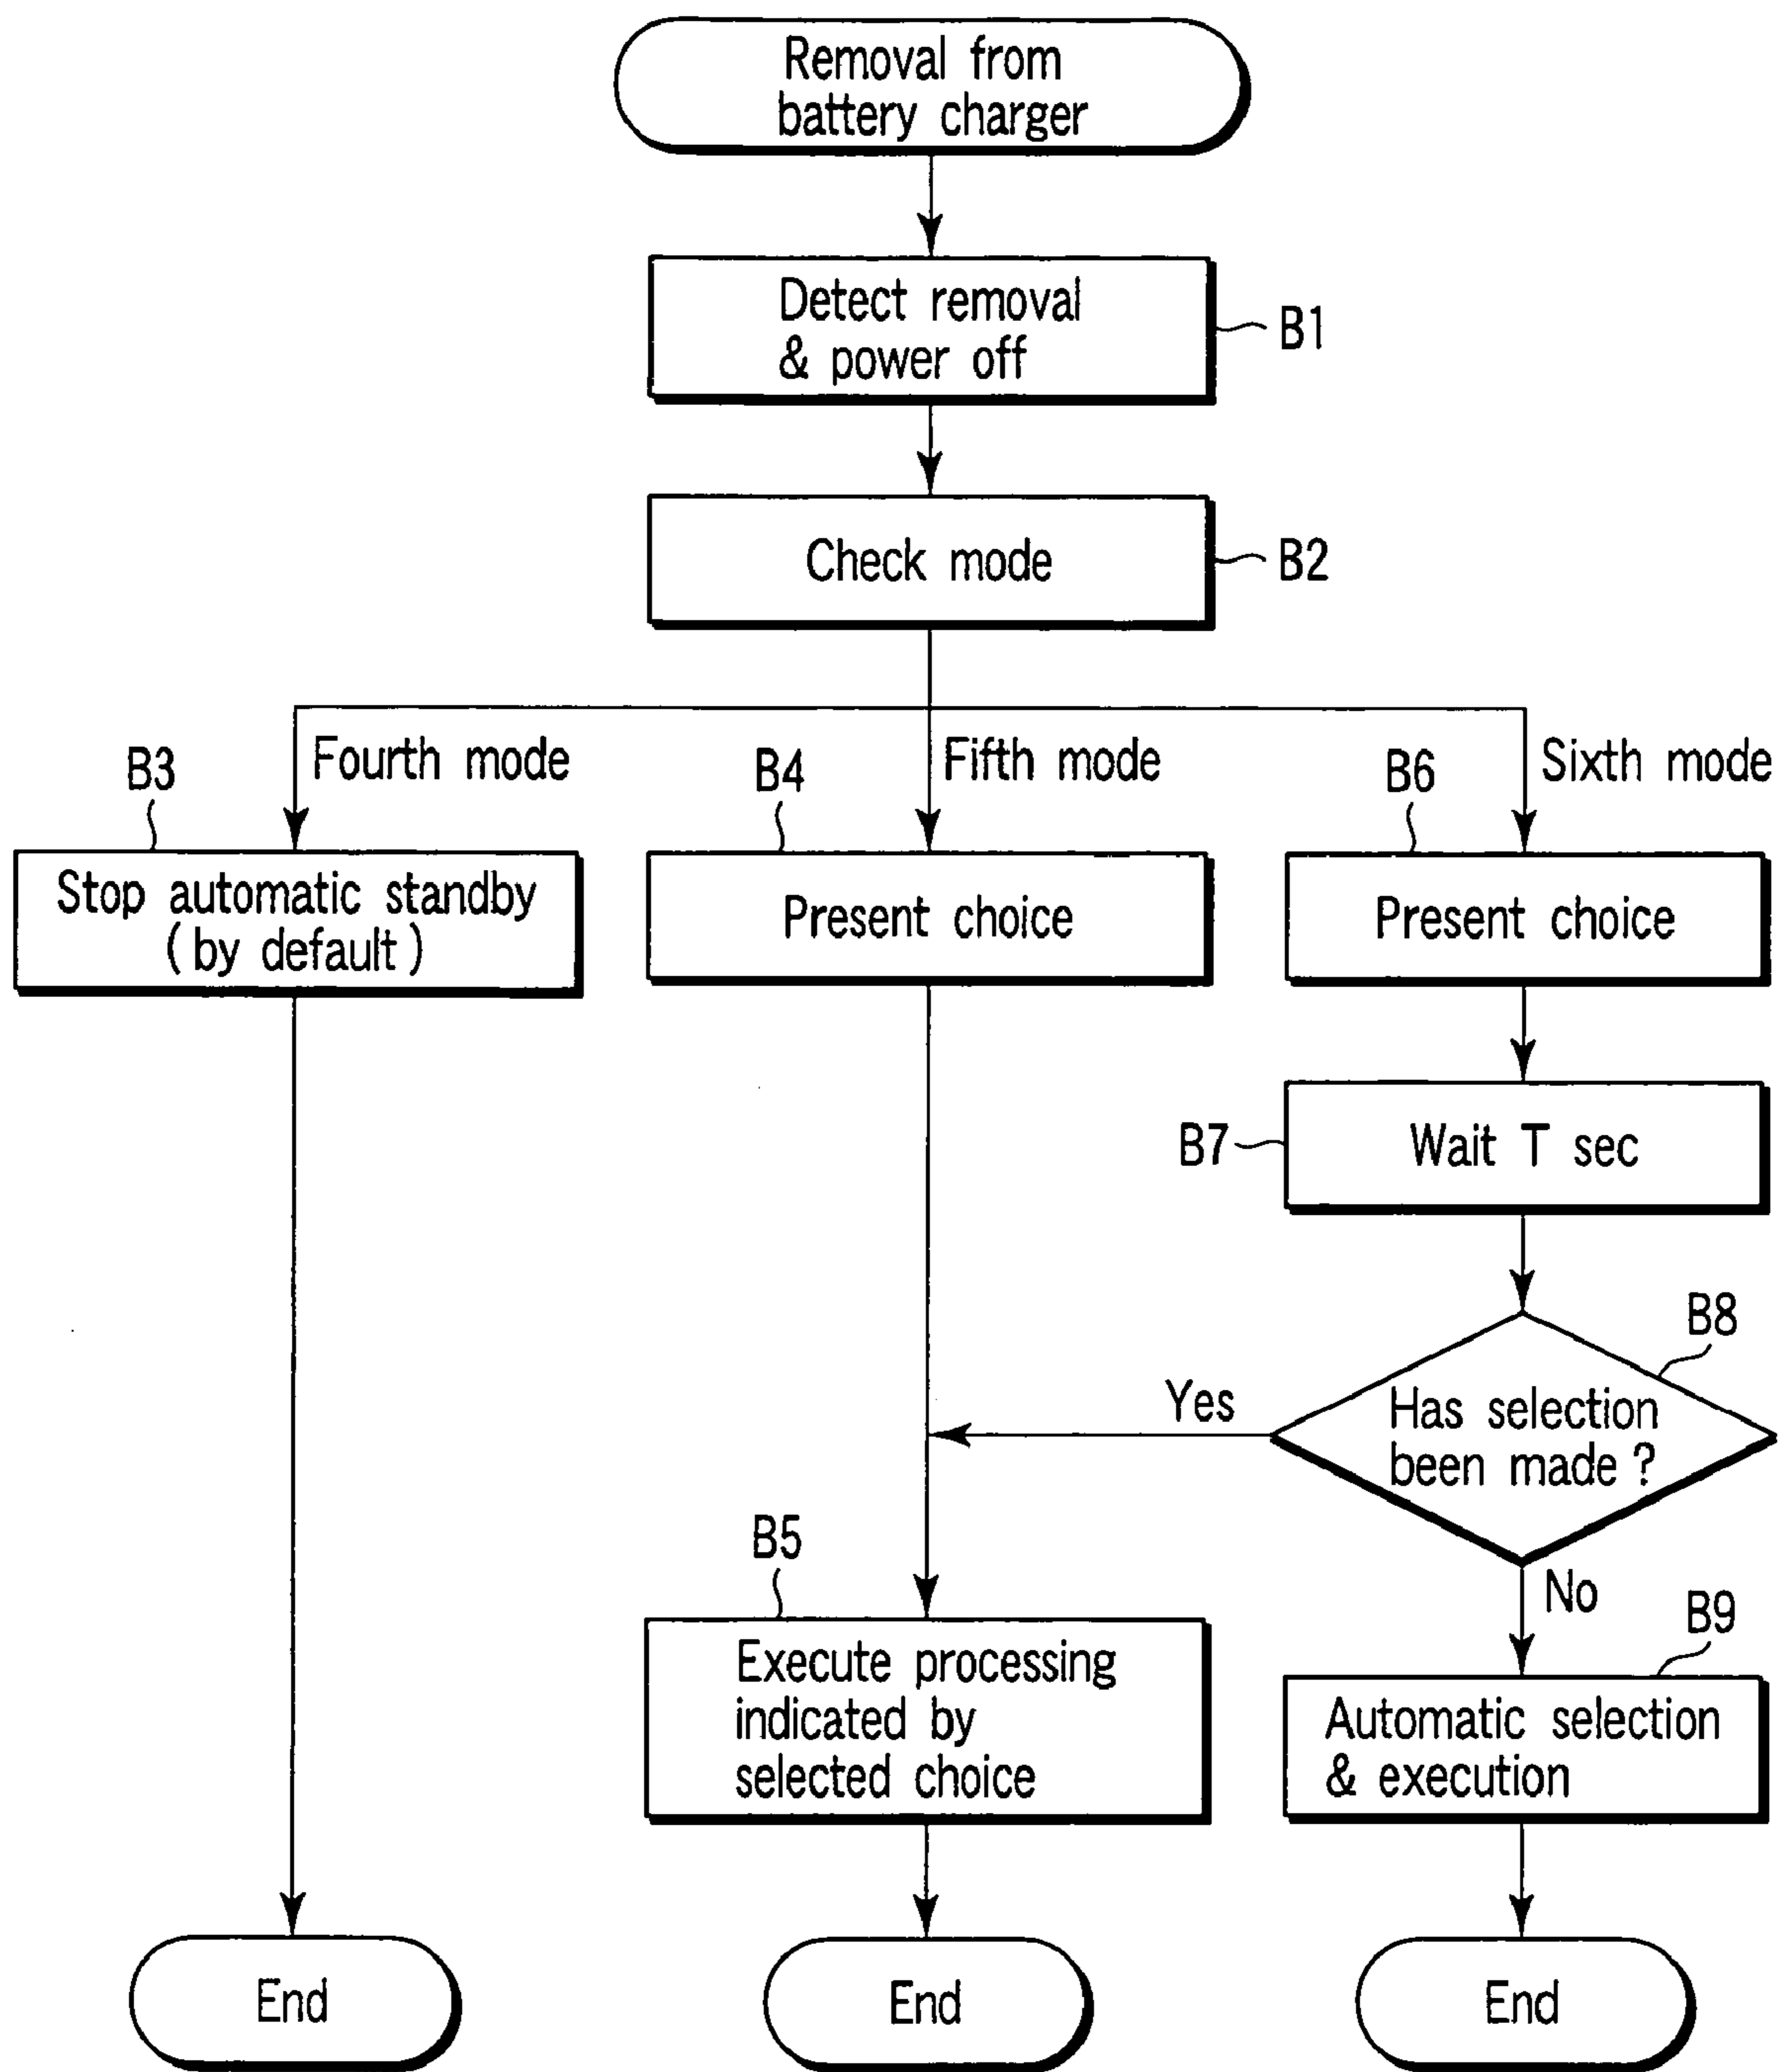 Removal from
battery charger
Detect removal
& power off
B1
Check mode
B2
B3
Fourth mode
B4
Fifth mode
B6
Sixth mode
Stop automatic standby
(by default)
Present choice
Present choice
B7
Wait T sec
B8
Yes
Has selection
been made?
B5
No
B9
Execute processing
indicated by
selected choice
Automatic selection
& execution
End
End
End